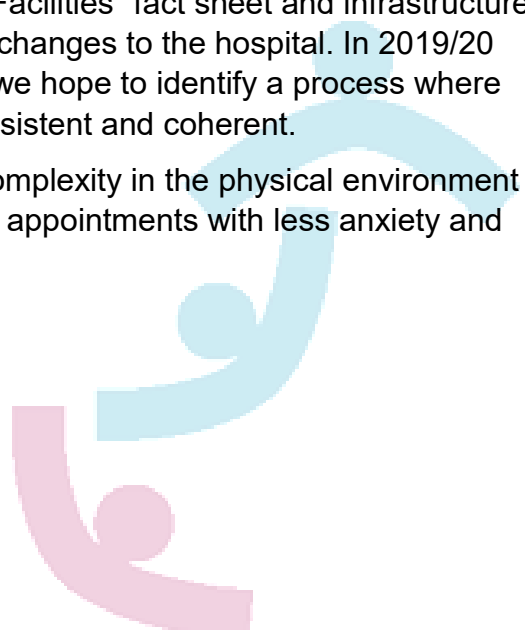 Facilities" fact sheet and infrastructure
changes to the hospital. In 2019/20
we hope to identify a process where
sistent and coherent.
omplexity in the physical environment
appointments with less anxiety and